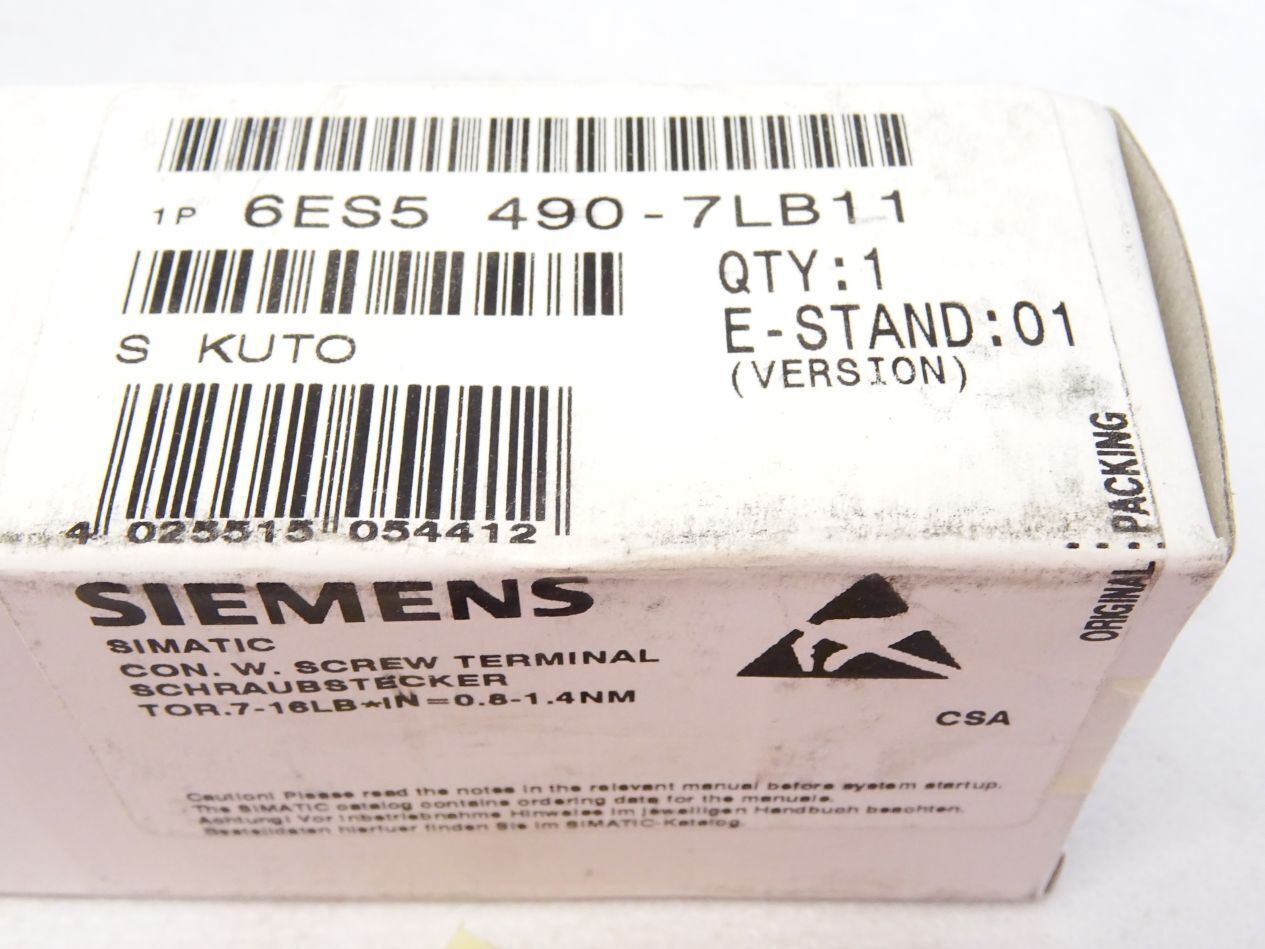 1P 6ES5 490-7LB11
QTY:1
E-STAND:01
(VERSION)
S KUTO
4 025515 054412
ORIGINAL PACKING
SIEMENS
SIMATIC
CON. W. SCREW TERMINAL
SCHRAUBSTECKER
TOR.7-16LB*IN=0.8-1.4NM
CSA
Caution! Please read the notes in the relevant manual before system startup.
The SIMATIC catalog contains ordering data for the manuals.
Achtung! Vor Inbetriebnahme Hinweise im jeweiligen Handbuch beachten.
Bestelldaten hierfuer finden Sie im SIMATIC-Katalog.